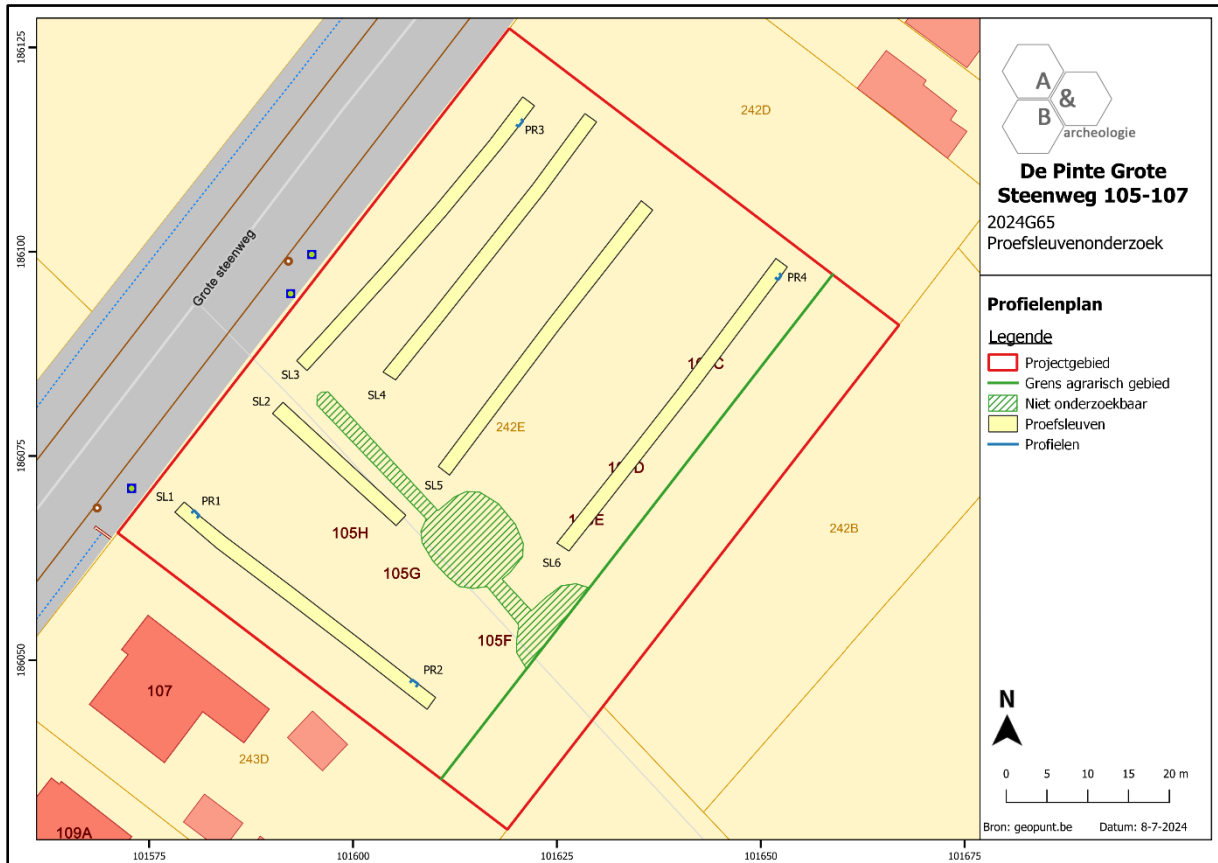 186125
186100
186075
186050
101575
101600
101625
101650
101675
Grote steenweg
242D
PR3
PR4
SL3
SL4
SL2
242E
SL5
SL1
PR1
105H
105G
SL6
242B
105F
PR2
107
243D
109A
A
&
B
archeologie
De Pinte Grote
Steenweg 105-107
2024G65
Proefsleuvenonderzoek
Profielenplan
Legende
Projectgebied
Grens agrarisch gebied
Niet onderzoekbaar
Proefsleuven
Profielen
N
0 5 10 15 20 m
Bron: geopunt.be Datum: 8-7-2024